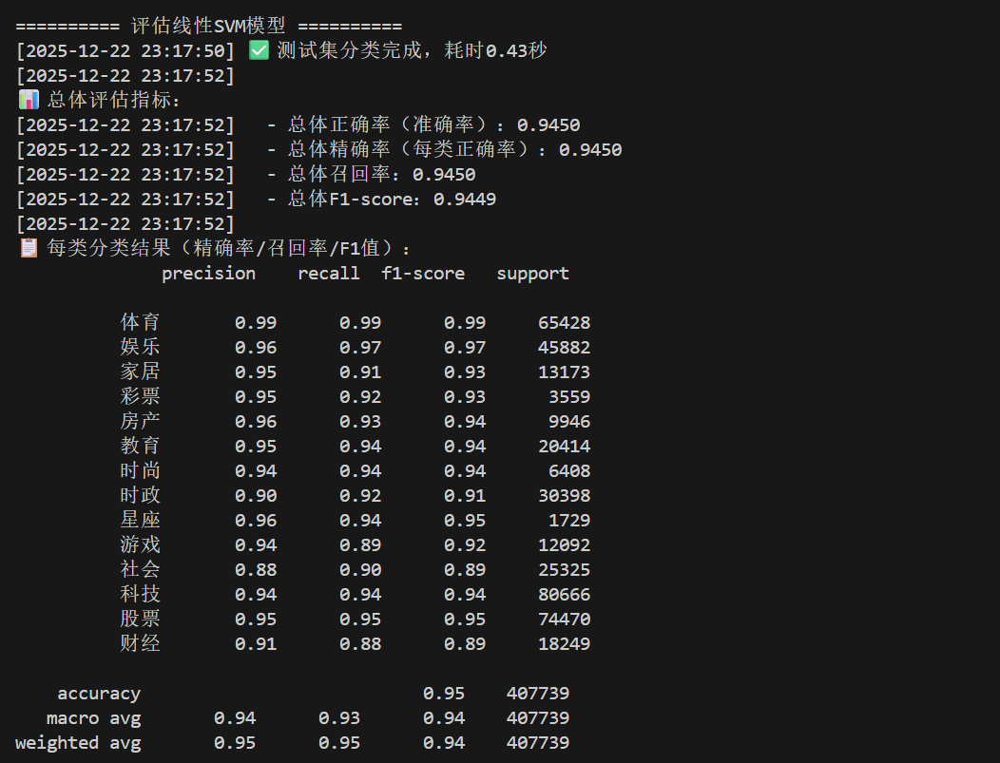 ========== 评估线性SVM模型 ==========
[2025-12-22 23:17:50] ✅ 测试集分类完成，耗时0.43秒
[2025-12-22 23:17:52]
📊 总体评估指标：
[2025-12-22 23:17:52]   - 总体正确率（准确率）：0.9450
[2025-12-22 23:17:52]   - 总体精确率（每类正确率）：0.9450
[2025-12-22 23:17:52]   - 总体召回率：0.9450
[2025-12-22 23:17:52]   - 总体F1-score：0.9449
[2025-12-22 23:17:52]
📋 每类分类结果（精确率/召回率/F1值）：
              precision    recall  f1-score   support
          体育       0.99      0.99      0.99     65428
          娱乐       0.96      0.97      0.97     45882
          家居       0.95      0.91      0.93     13173
          彩票       0.95      0.92      0.93      3559
          房产       0.96      0.93      0.94      9946
          教育       0.95      0.94      0.94     20414
          时尚       0.94      0.94      0.94      6408
          时政       0.90      0.92      0.91     30398
          星座       0.96      0.94      0.95      1729
          游戏       0.94      0.89      0.92     12092
          社会       0.88      0.90      0.89     25325
          科技       0.94      0.94      0.94     80666
          股票       0.95      0.95      0.95     74470
          财经       0.91      0.88      0.89     18249
    accuracy                           0.95    407739
   macro avg       0.94      0.93      0.94    407739
weighted avg       0.95      0.95      0.94    407739